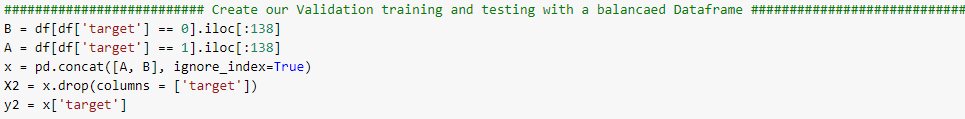 ########################## Create our Validation training and testing with a balancaed Dataframe ############################
B = df[df['target'] == 0].iloc[:138]
A = df[df['target'] == 1].iloc[:138]
x = pd.concat([A, B], ignore_index=True)
X2 = x.drop(columns = ['target'])
y2 = x['target']